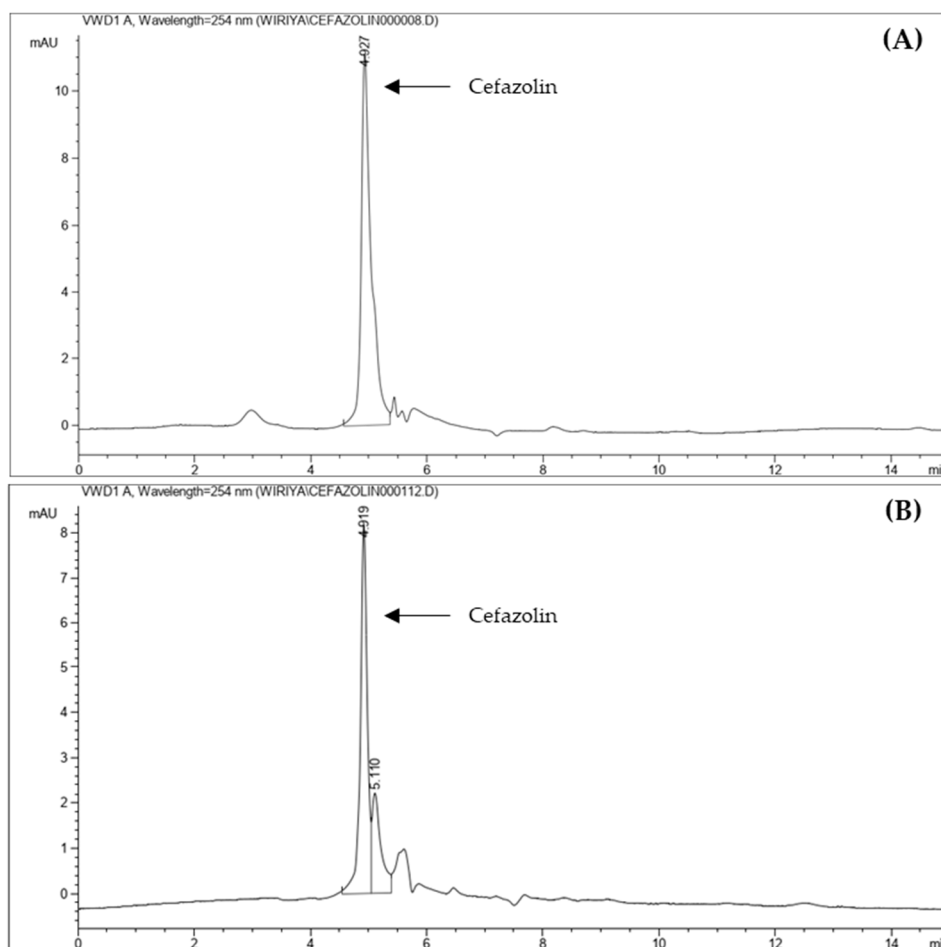 VWD1 A, Wavelength=254 nm (WIRIYA\CEFAZOLIN000008.D)
mAU
(A)
4.927
Cefazolin
10
8
6
4
2
0
0 2 4 6 8 10 12 14 mi
VWD1 A, Wavelength=254 nm (WIRIYA\CEFAZOLIN000112.D)
mAU
(B)
4.919
8
7
Cefazolin
6
5
4
3
5.110
2
1
0
0 2 4 6 8 10 12 14 mi